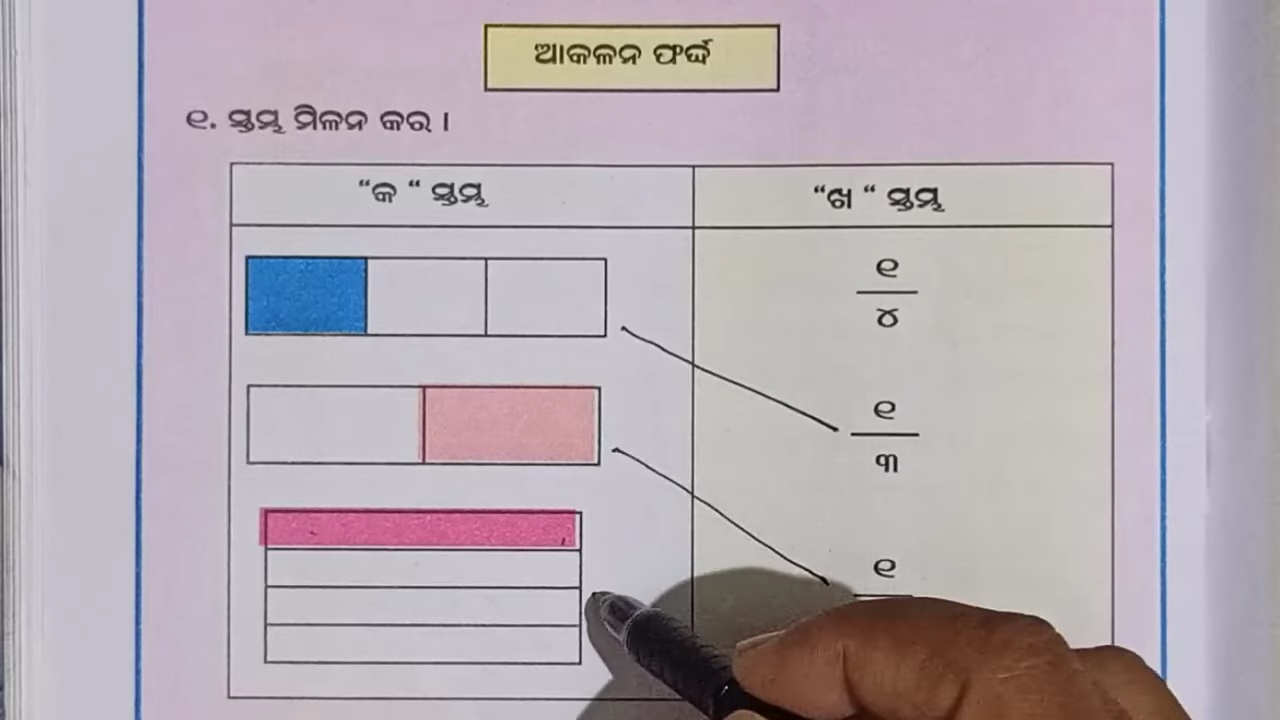 ଆକଳନ ଫର୍ଦ୍ଦ
୧. ସ୍ତମ୍ଭ ମିଳନ କର ।
“କ “ ସ୍ତମ୍ଭ
“ଖ “ ସ୍ତମ୍ଭ
୧
୪
୧
୩
୧